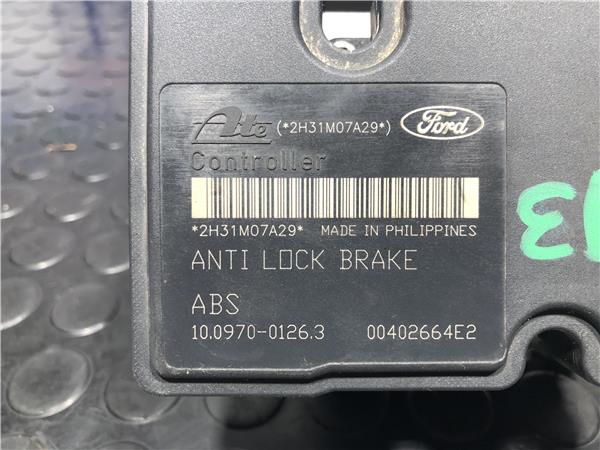 Ate (*2H31M07A29*) Ford
Controller
*2H31M07A29* MADE IN PHILIPPINES
ANTI LOCK BRAKE
ABS
10.0970-0126.3 00402664E2